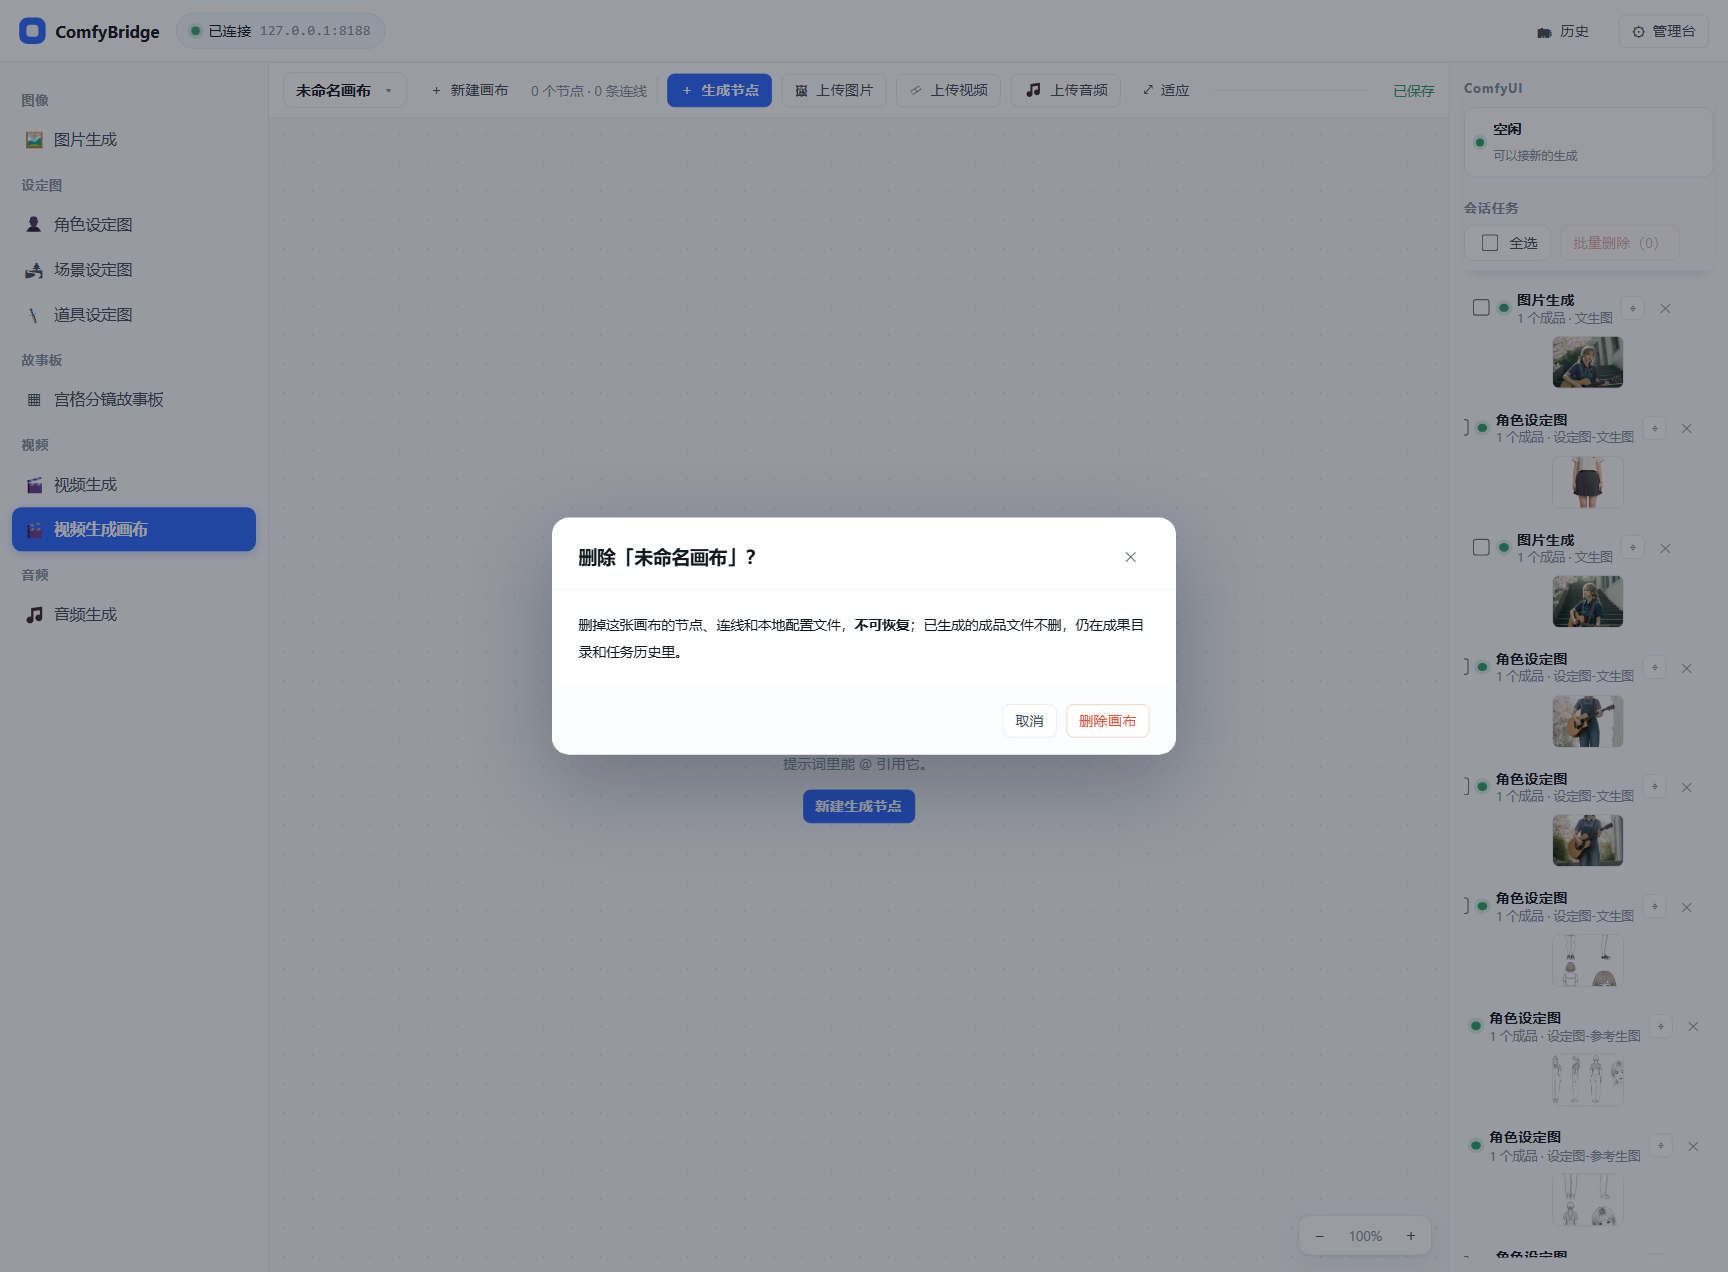 ComfyBridge
已连接 127.0.0.1:8188
历史
管理台
图像
图片生成
设定图
角色设定图
场景设定图
道具设定图
故事板
宫格分镜故事板
视频
视频生成
视频生成画布
音频
音频生成
未命名画布
+ 新建画布
0 个节点 · 0 条连线
+ 生成节点
上传图片
上传视频
上传音频
适应
已保存
删除「未命名画布」?
删掉这张画布的节点、连线和本地配置文件，不可恢复；已生成的成品文件不删，仍在成果目
录和任务历史里。
取消
删除画布
提示词里能 @ 引用它。
新建生成节点
− 100% +
ComfyUI
空闲
可以接新的生成
会话任务
全选
批量删除（0）
图片生成
1 个成品 · 文生图
角色设定图
1 个成品 · 设定图-文生图
图片生成
1 个成品 · 文生图
角色设定图
1 个成品 · 设定图-文生图
角色设定图
1 个成品 · 设定图-文生图
角色设定图
1 个成品 · 设定图-文生图
角色设定图
1 个成品 · 设定图-参考生图
角色设定图
1 个成品 · 设定图-参考生图
角色设定图